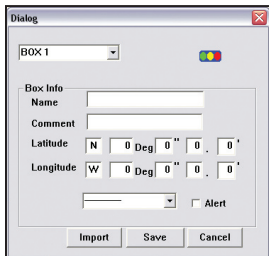 Dialog
BOX 1
Box Info
Name
Comment
Latitude N 0 Deg 0 " 0 . 0 '
Longitude W 0 Deg 0 " 0 . 0 '
Alert
Import Save Cancel